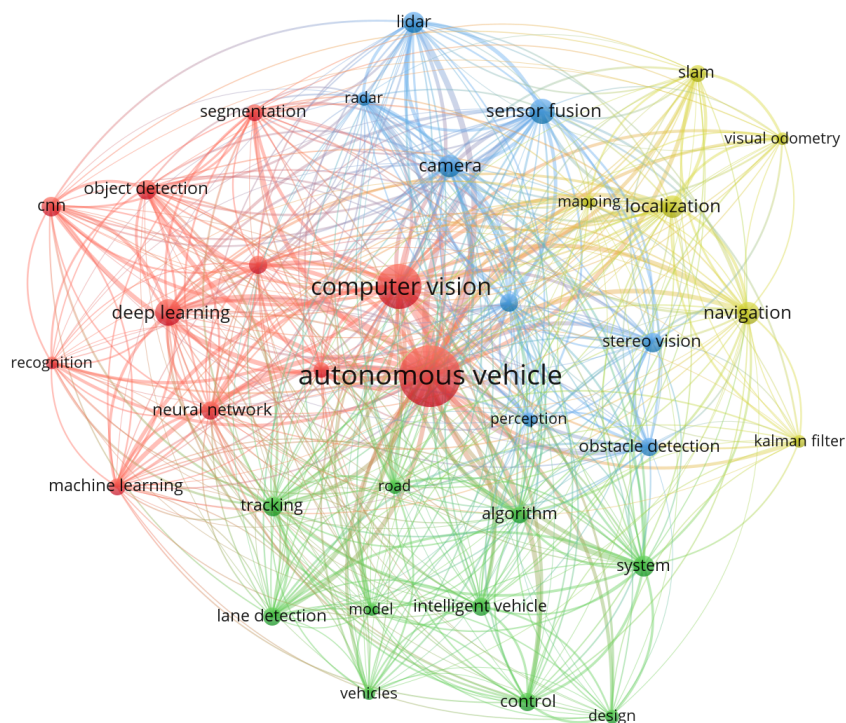 lidar
slam
radar
segmentation
sensor fusion
visual odometry
camera
object detection
cnn
mapping
localization
computer vision
deep learning
navigation
stereo vision
recognition
autonomous vehicle
neural network
perception
obstacle detection
kalman filter
machine learning
road
tracking
algorithm
system
lane detection
model
intelligent vehicle
vehicles
control
design